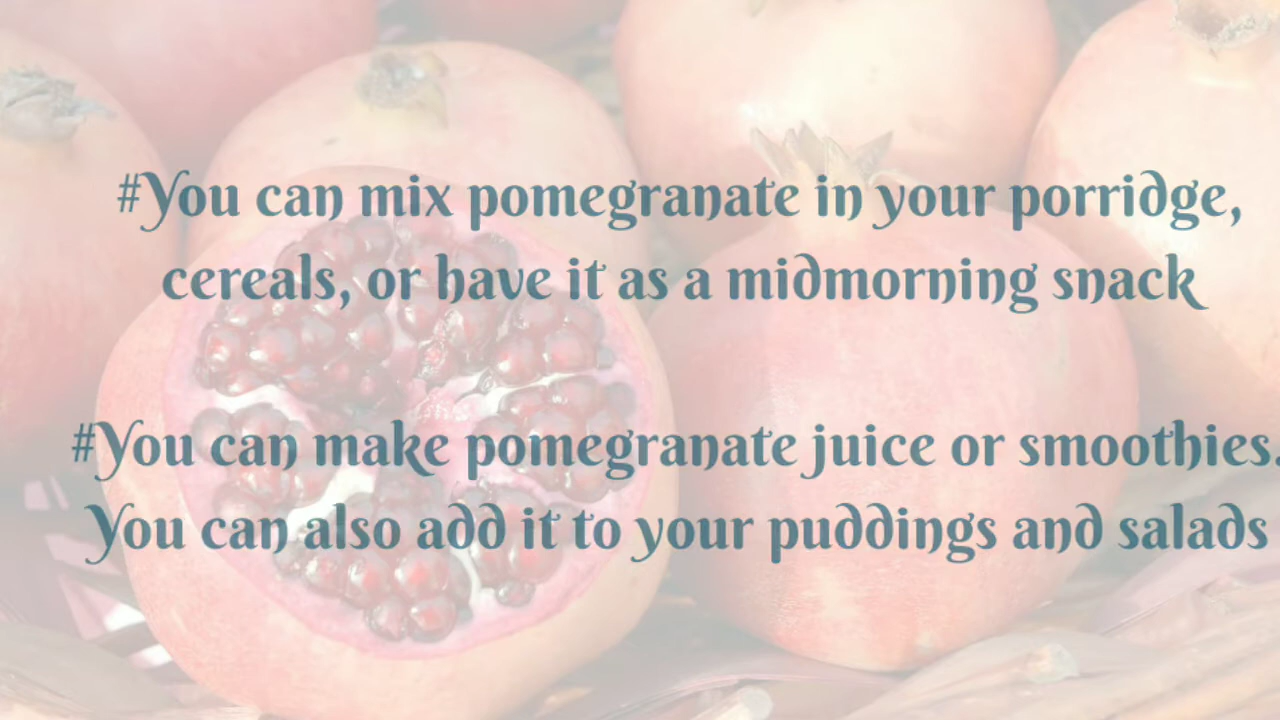 #You can mix pomegranate in your porridge,
cereals, or have it as a midmorning snack
#You can make pomegranate juice or smoothies.
You can also add it to your puddings and salads